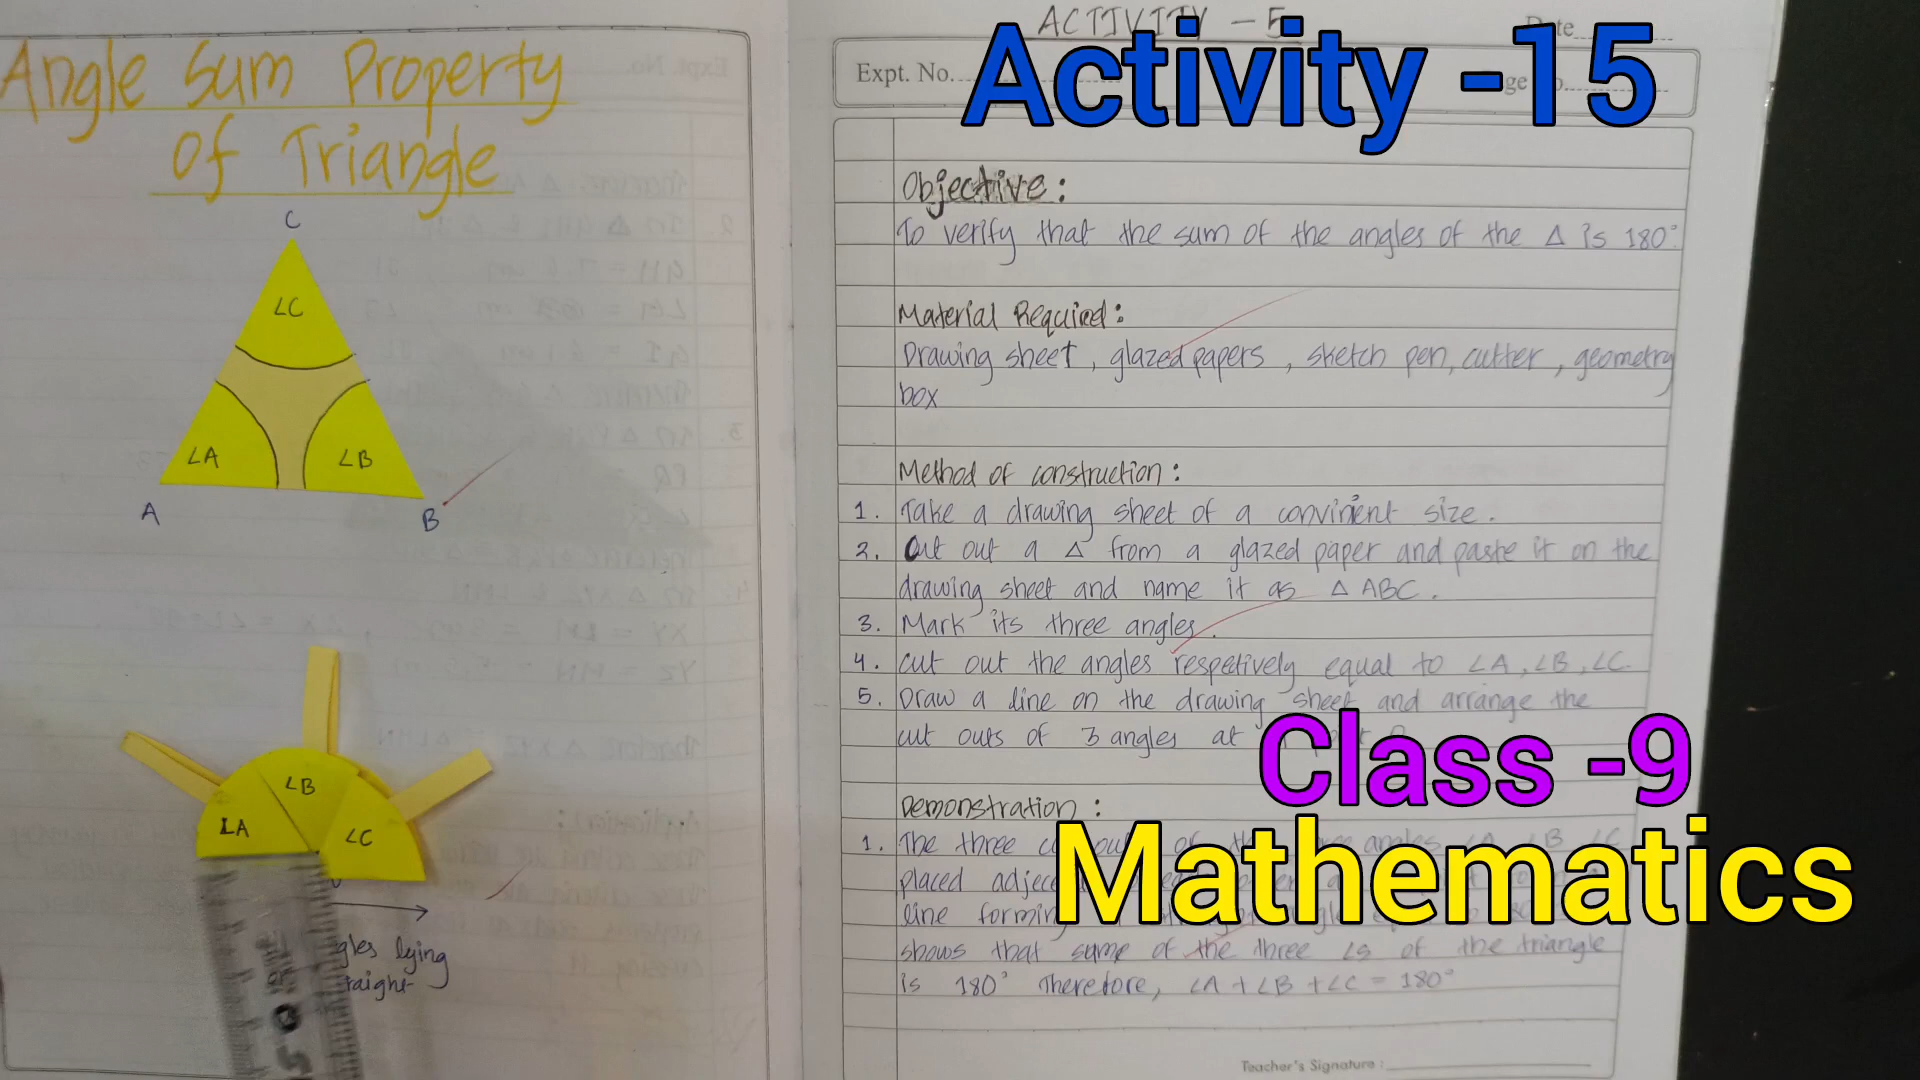 Angle Sum Property
of Triangle
C
∠C
∠A
∠B
A
B
∠B
∠A
∠C
lying
ACTIVITY - 5
Activity -15
Expt. No.
Objective:
To verify that the sum of the angles of the Δ is 180°.
Material Required:
Drawing sheet, glazed papers, sketch pen, cutter, geometry
box
Method of construction:
1. Take a drawing sheet of a convinient size.
2. Cut out a Δ from a glazed paper and paste it on the
drawing sheet and name it as Δ ABC.
3. Mark its three angles.
4. Cut out the angles respetively equal to ∠A, ∠B, ∠C.
5. Draw a line on the drawing sheet and arrange the
cut outs of 3 angles at
Class -9
Demonstration:
1. The three
Mathematics
placed
line
shows that sume of the three ∠s of the triangle
is 180° Therefore, ∠A + ∠B + ∠C = 180°
Teacher's Signature :